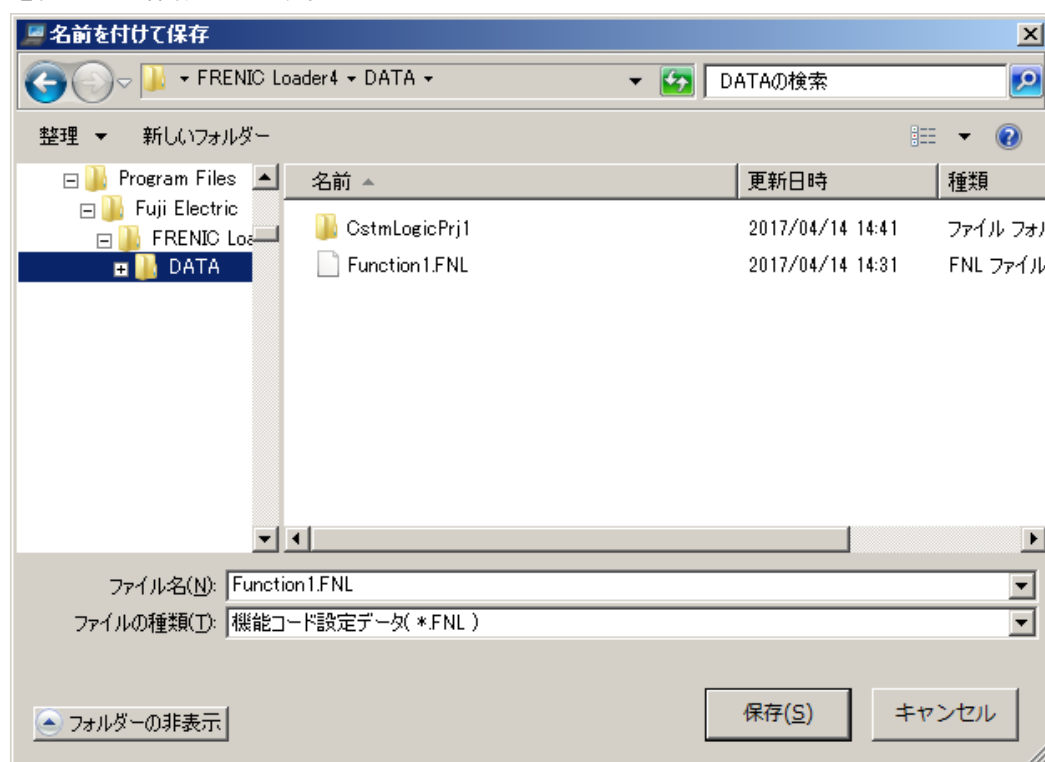 名前を付けて保存
FRENIC Loader4 DATA
DATAの検索
整理 新しいフォルダー
Program Files
Fuji Electric
FRENIC Loa
DATA
名前 更新日時 種類
CstmLogicPrj1 2017/04/14 14:41 ファイル フォル
Function1.FNL 2017/04/14 14:31 FNL ファイル
ファイル名(N): Function1.FNL
ファイルの種類(T): 機能コード設定データ( *.FNL )
フォルダーの非表示
保存(S) キャンセル